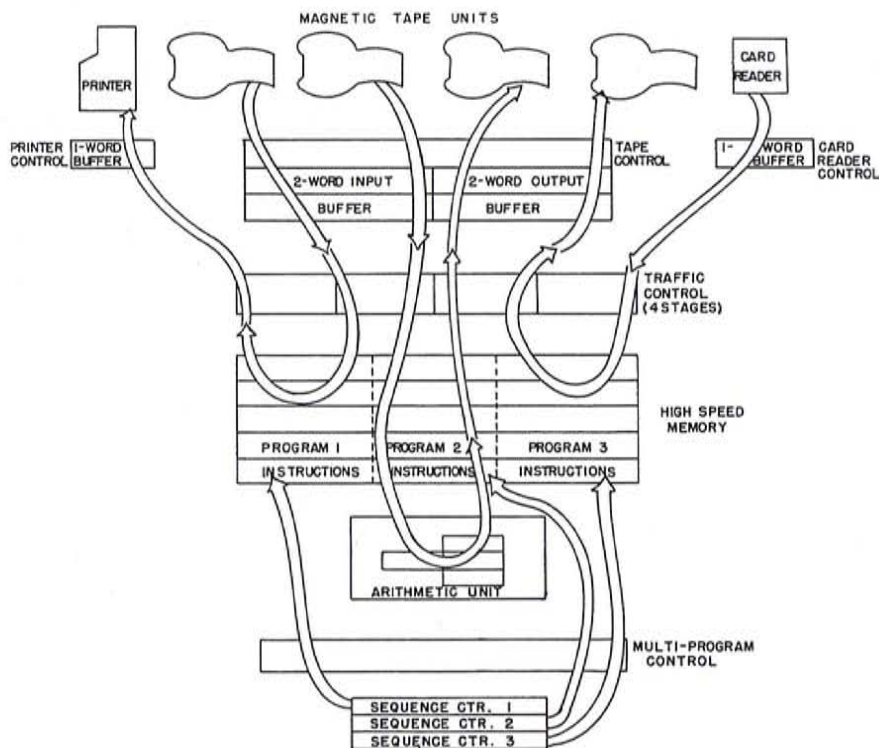 MAGNETIC TAPE UNITS
PRINTER
CARD
READER
PRINTER
CONTROL
1-WORD
BUFFER
TAPE
CONTROL
2-WORD INPUT
BUFFER
2-WORD OUTPUT
BUFFER
1- WORD
BUFFER
CARD
READER
CONTROL
TRAFFIC
CONTROL
(4 STAGES)
HIGH SPEED
MEMORY
PROGRAM 1
INSTRUCTIONS
PROGRAM 2
INSTRUCTIONS
PROGRAM 3
INSTRUCTIONS
ARITHMETIC UNIT
MULTI-PROGRAM
CONTROL
SEQUENCE CTR. 1
SEQUENCE CTR. 2
SEQUENCE CTR. 3